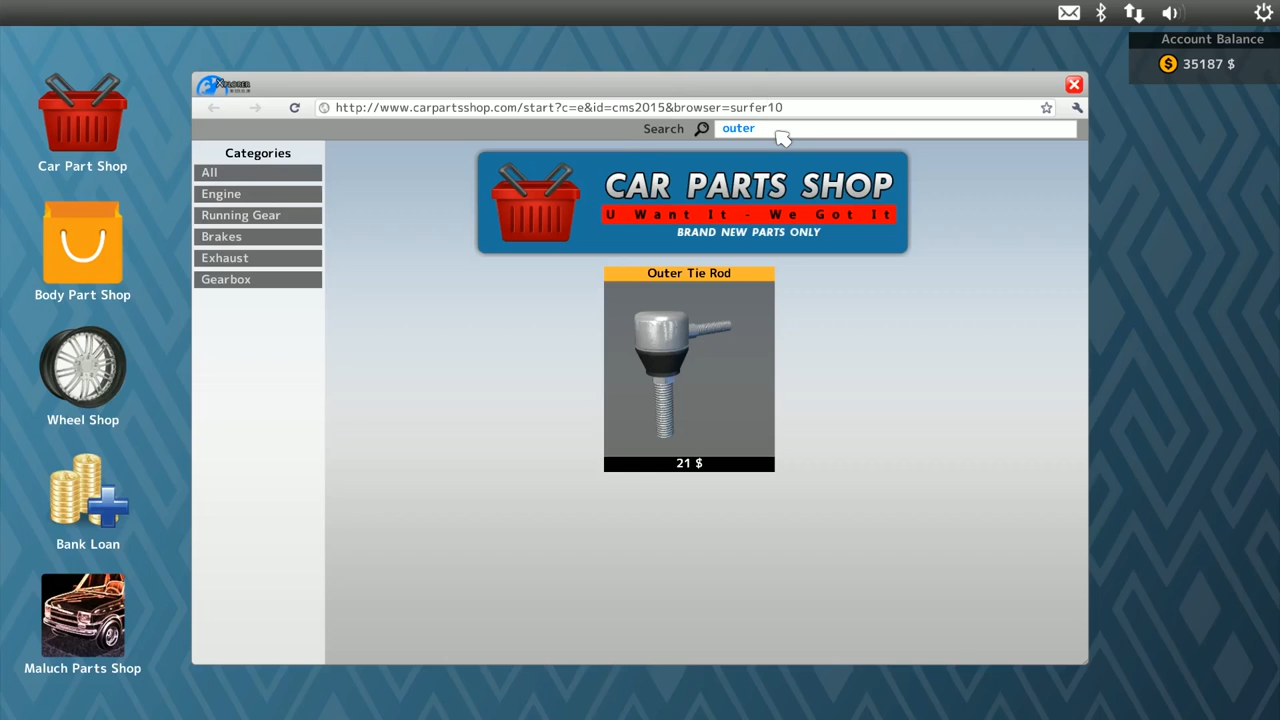 Account Balance
$ 35187 $
XPLORER
http://www.carpartsshop.com/start?c=e&id=cms2015&browser=surfer10
Search outer
Categories
All
Engine
Running Gear
Brakes
Exhaust
Gearbox
CAR PARTS SHOP
U Want It - We Got It
BRAND NEW PARTS ONLY
Outer Tie Rod
21 $
Car Part Shop
Body Part Shop
Wheel Shop
Bank Loan
Maluch Parts Shop